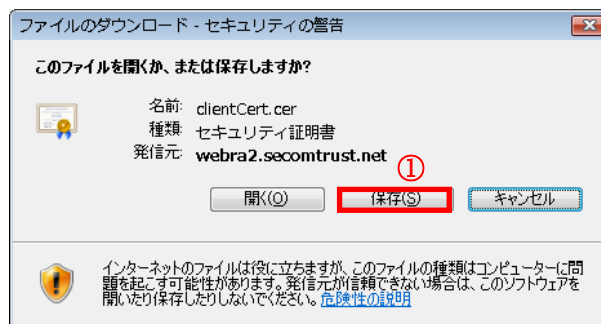 ファイルのダウンロード - セキュリティの警告
このファイルを開くか、または保存しますか?
名前: clientCert.cer
種類: セキュリティ証明書
発信元: webra2.secomtrust.net
①
開く(O) 保存(S) キャンセル
インターネットのファイルは役に立ちますが、このファイルの種類はコンピューターに問
題を起こす可能性があります。発信元が信頼できない場合は、このソフトウェアを
開いたり保存したりしないでください。危険性の説明